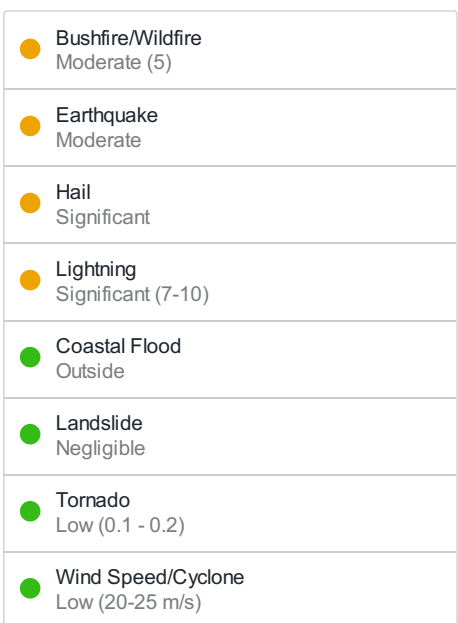 Bushfire/Wildfire
Moderate (5)
Earthquake
Moderate
Hail
Significant
Lightning
Significant (7-10)
Coastal Flood
Outside
Landslide
Negligible
Tornado
Low (0.1 - 0.2)
Wind Speed/Cyclone
Low (20-25 m/s)